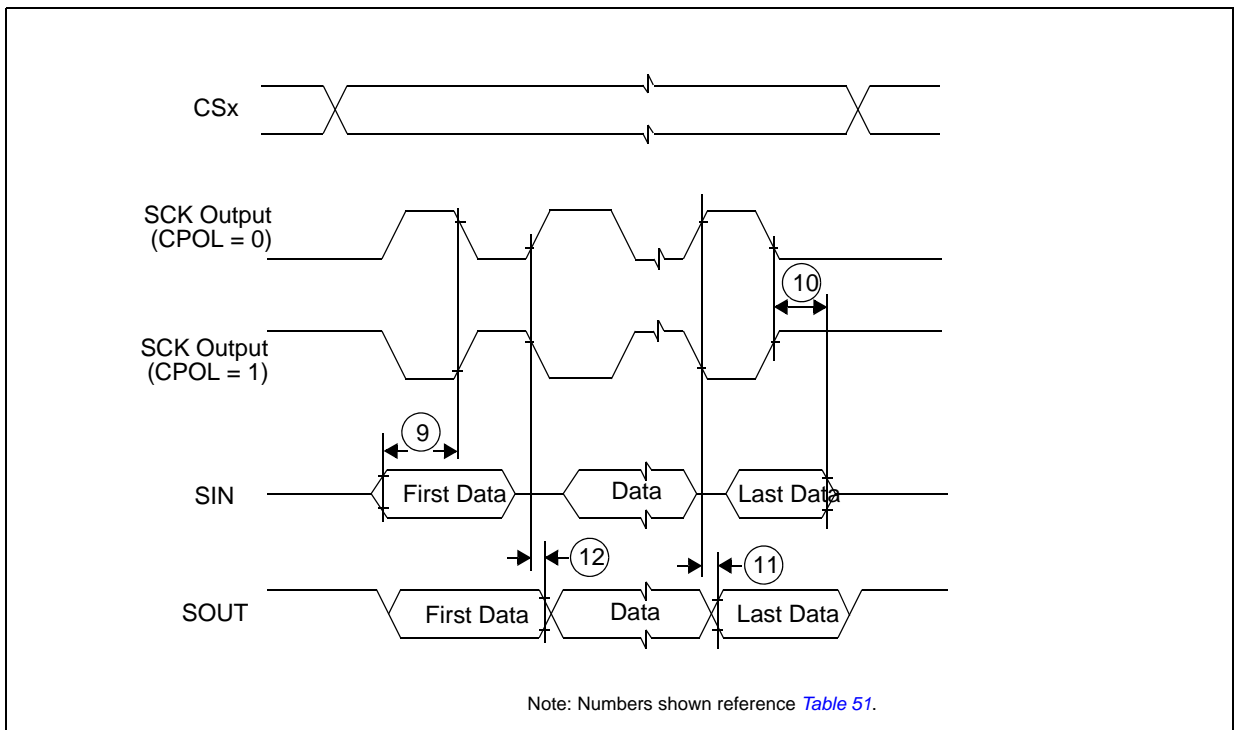 CSx
SCK Output
(CPOL = 0)
10
SCK Output
(CPOL = 1)
9
SIN
First Data
Data
Last Data
12
11
SOUT
First Data
Data
Last Data
Note: Numbers shown reference Table 51.